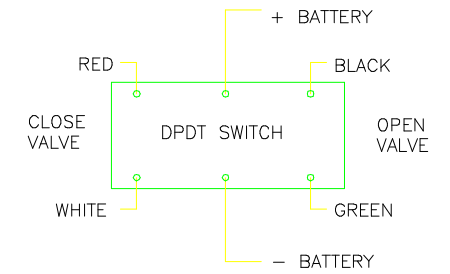 + BATTERY
RED
BLACK
CLOSE
VALVE
DPDT SWITCH
OPEN
VALVE
WHITE
GREEN
- BATTERY